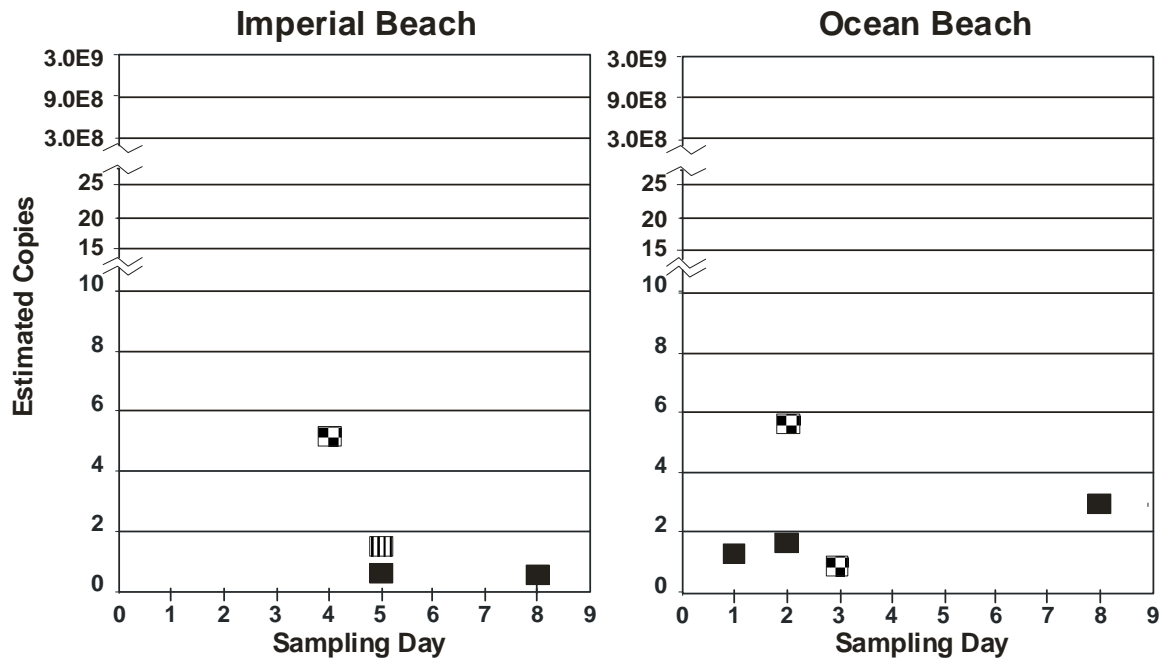 Imperial Beach
Ocean Beach
Estimated Copies
3.0E9
9.0E8
3.0E8
25
20
15
10
8
6
4
2
0
0 1 2 3 4 5 6 7 8 9
Sampling Day
3.0E9
9.0E8
3.0E8
25
20
15
10
8
6
4
2
0
0 1 2 3 4 5 6 7 8 9
Sampling Day